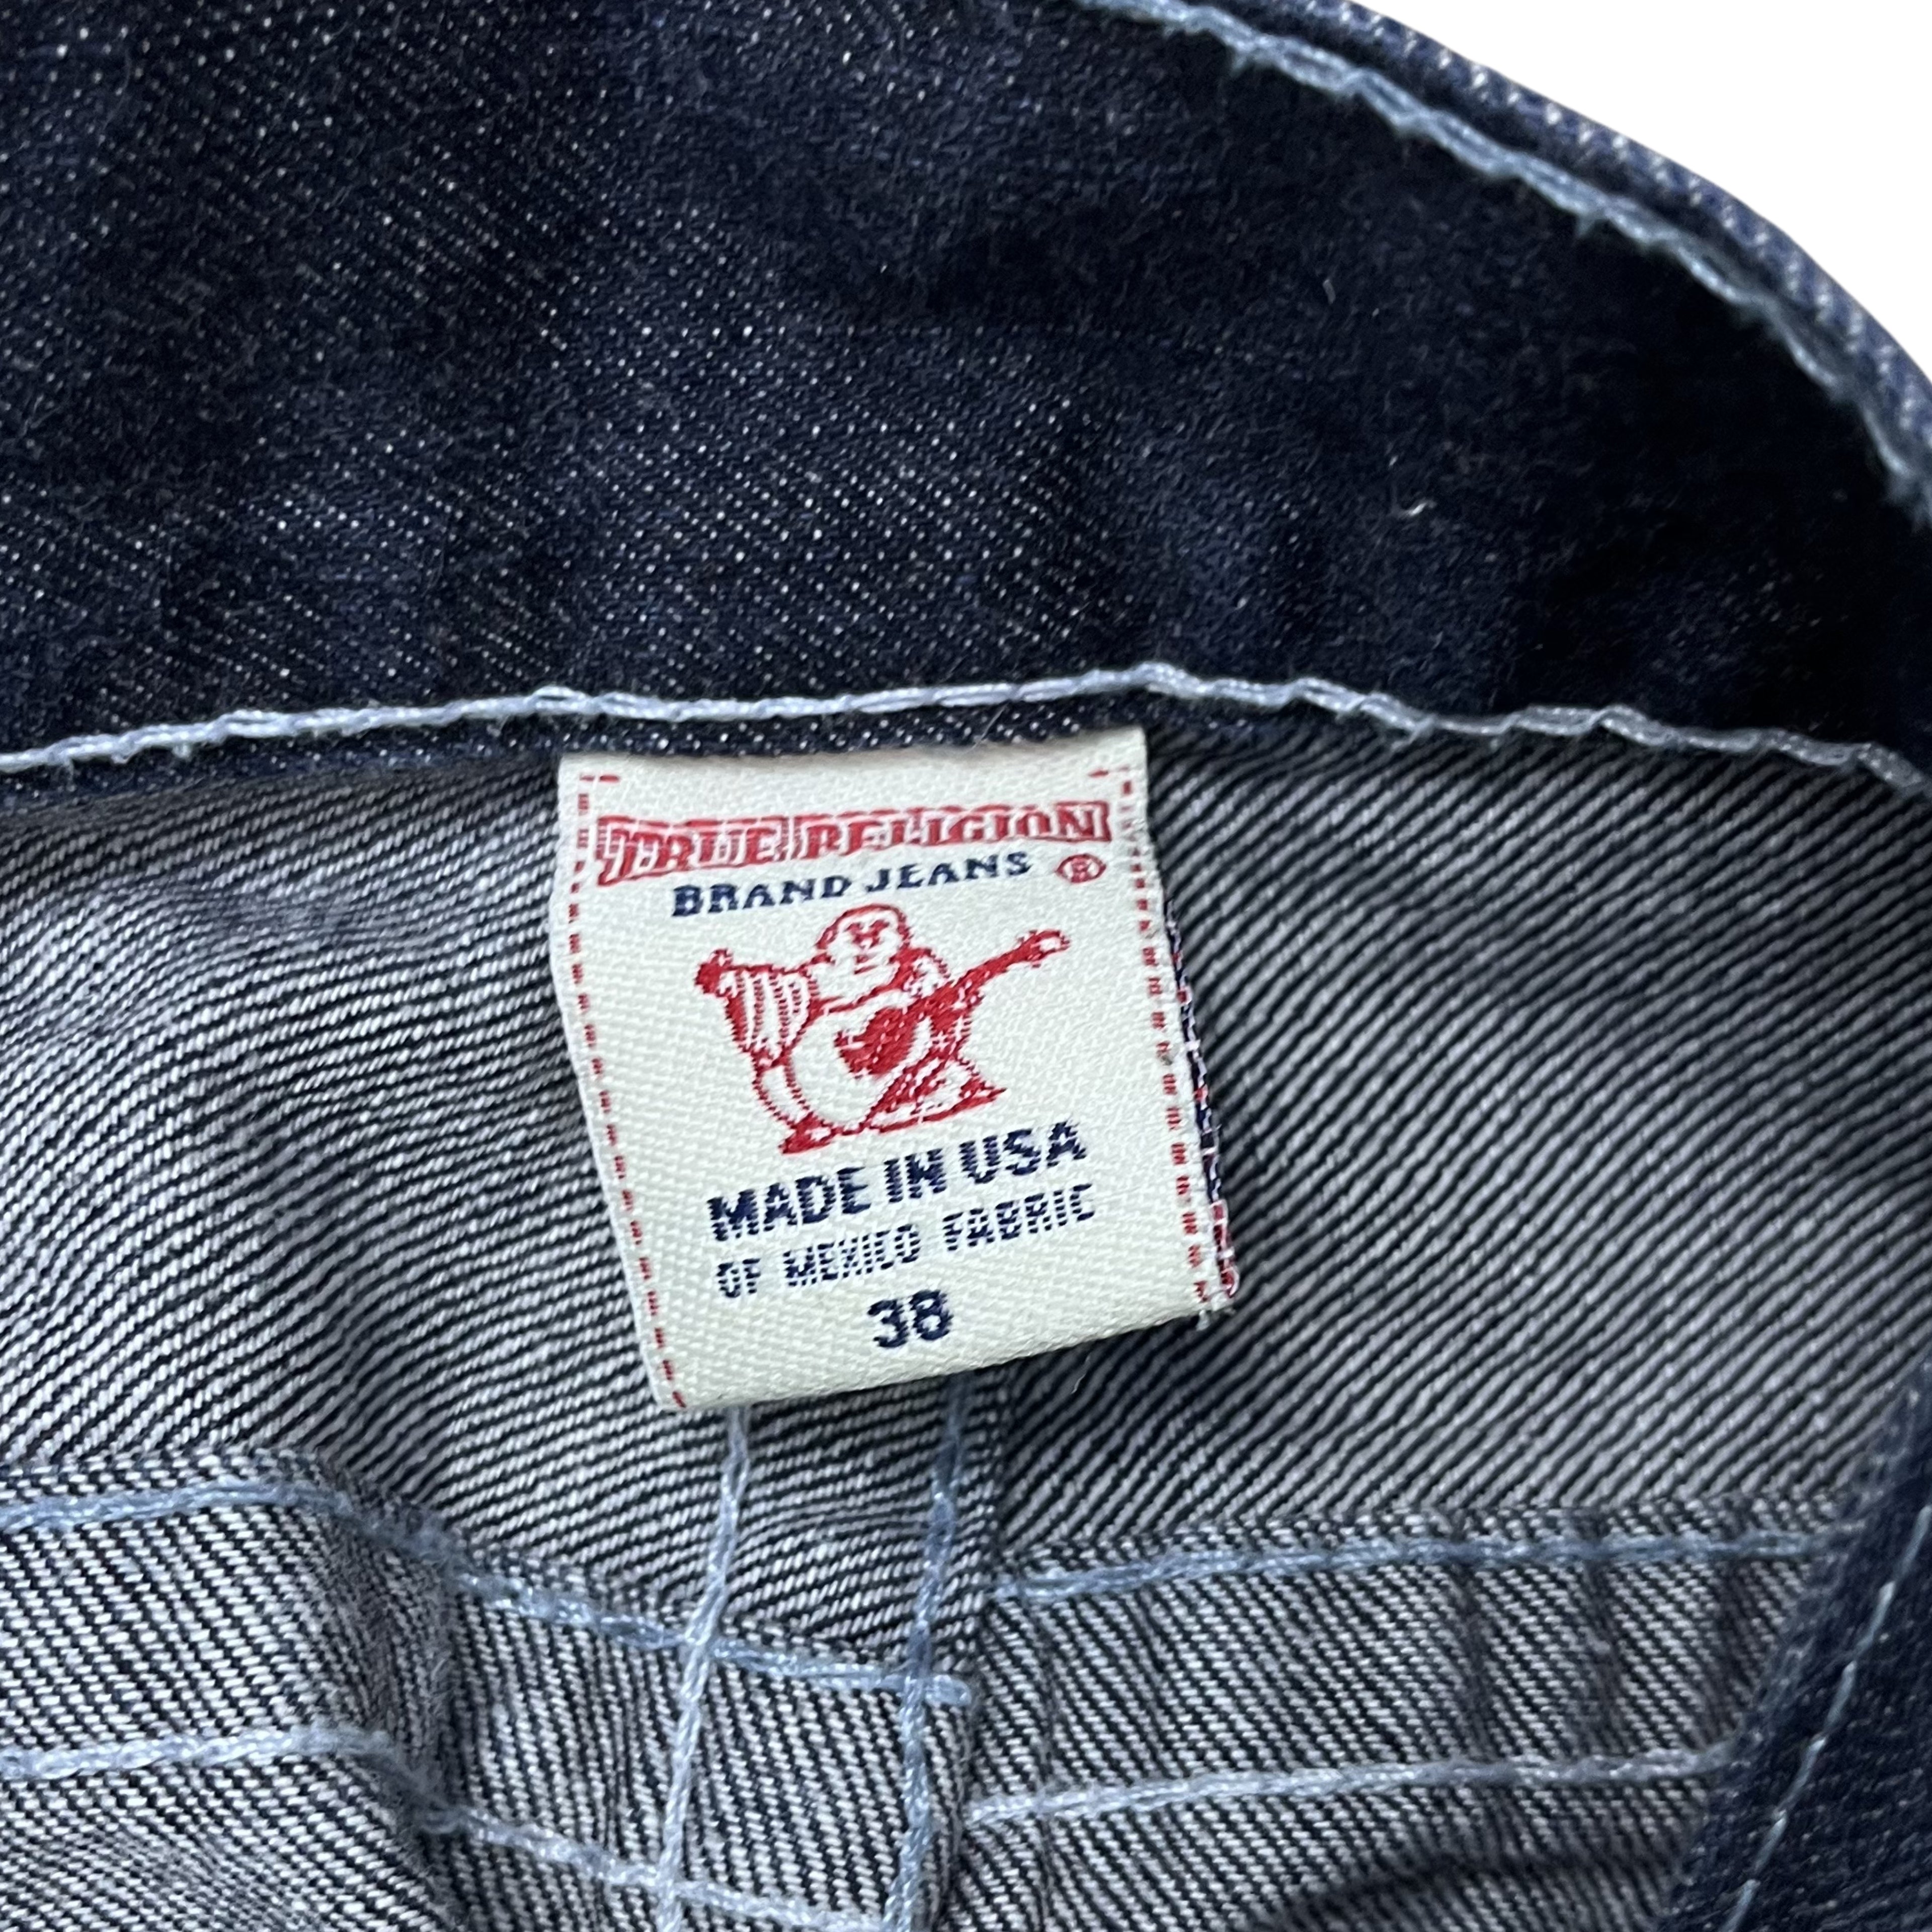 TRUE RELIGION
BRAND JEANS ®
MADE IN USA
OF MEXICO FABRIC
38